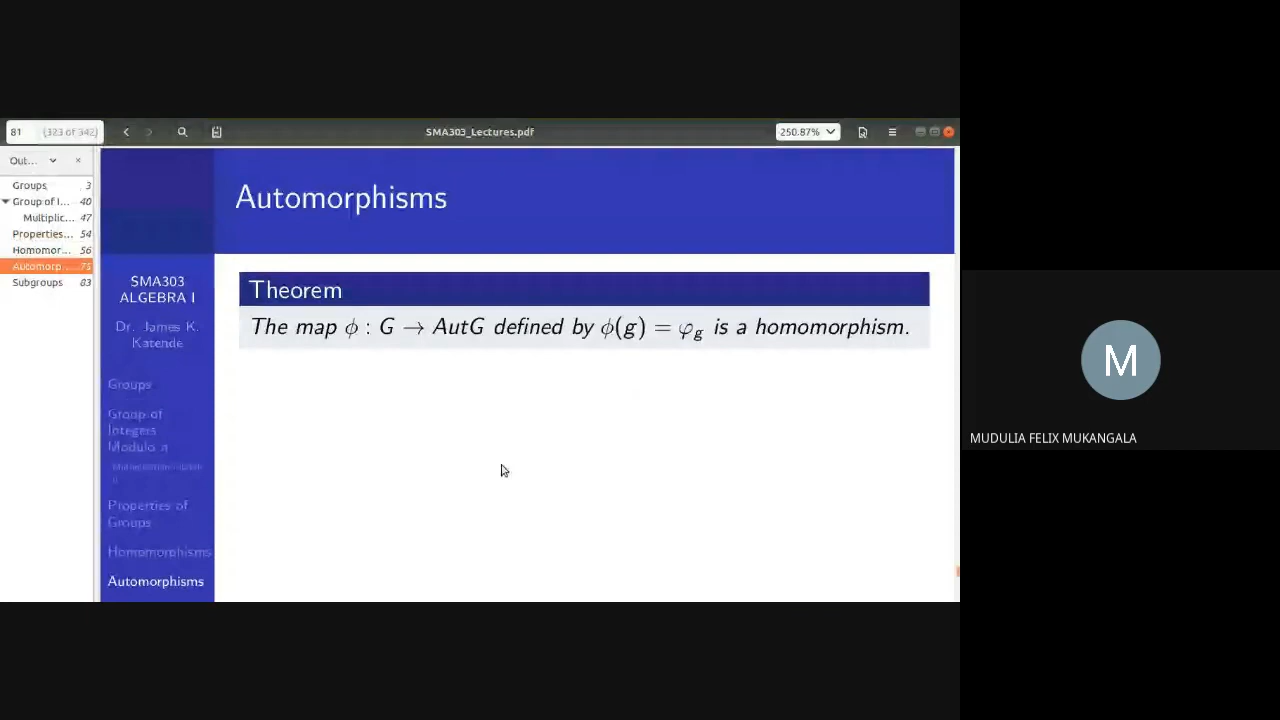 81 (323 of 342)
SMA303_Lectures.pdf
250.87%
Out...
Groups 3
Group of I... 40
Multiplic... 47
Properties... 54
Homomor... 56
Automorp... 75
Subgroups 83
Automorphisms
SMA303
ALGEBRA I
Dr. James K.
Katende
Groups
Group of
Integers
Modulo n
Properties of
Groups
Homomorphisms
Automorphisms
Theorem
The map ϕ : G → AutG defined by ϕ(g) = φg is a homomorphism.
M
MUDULIA FELIX MUKANGALA